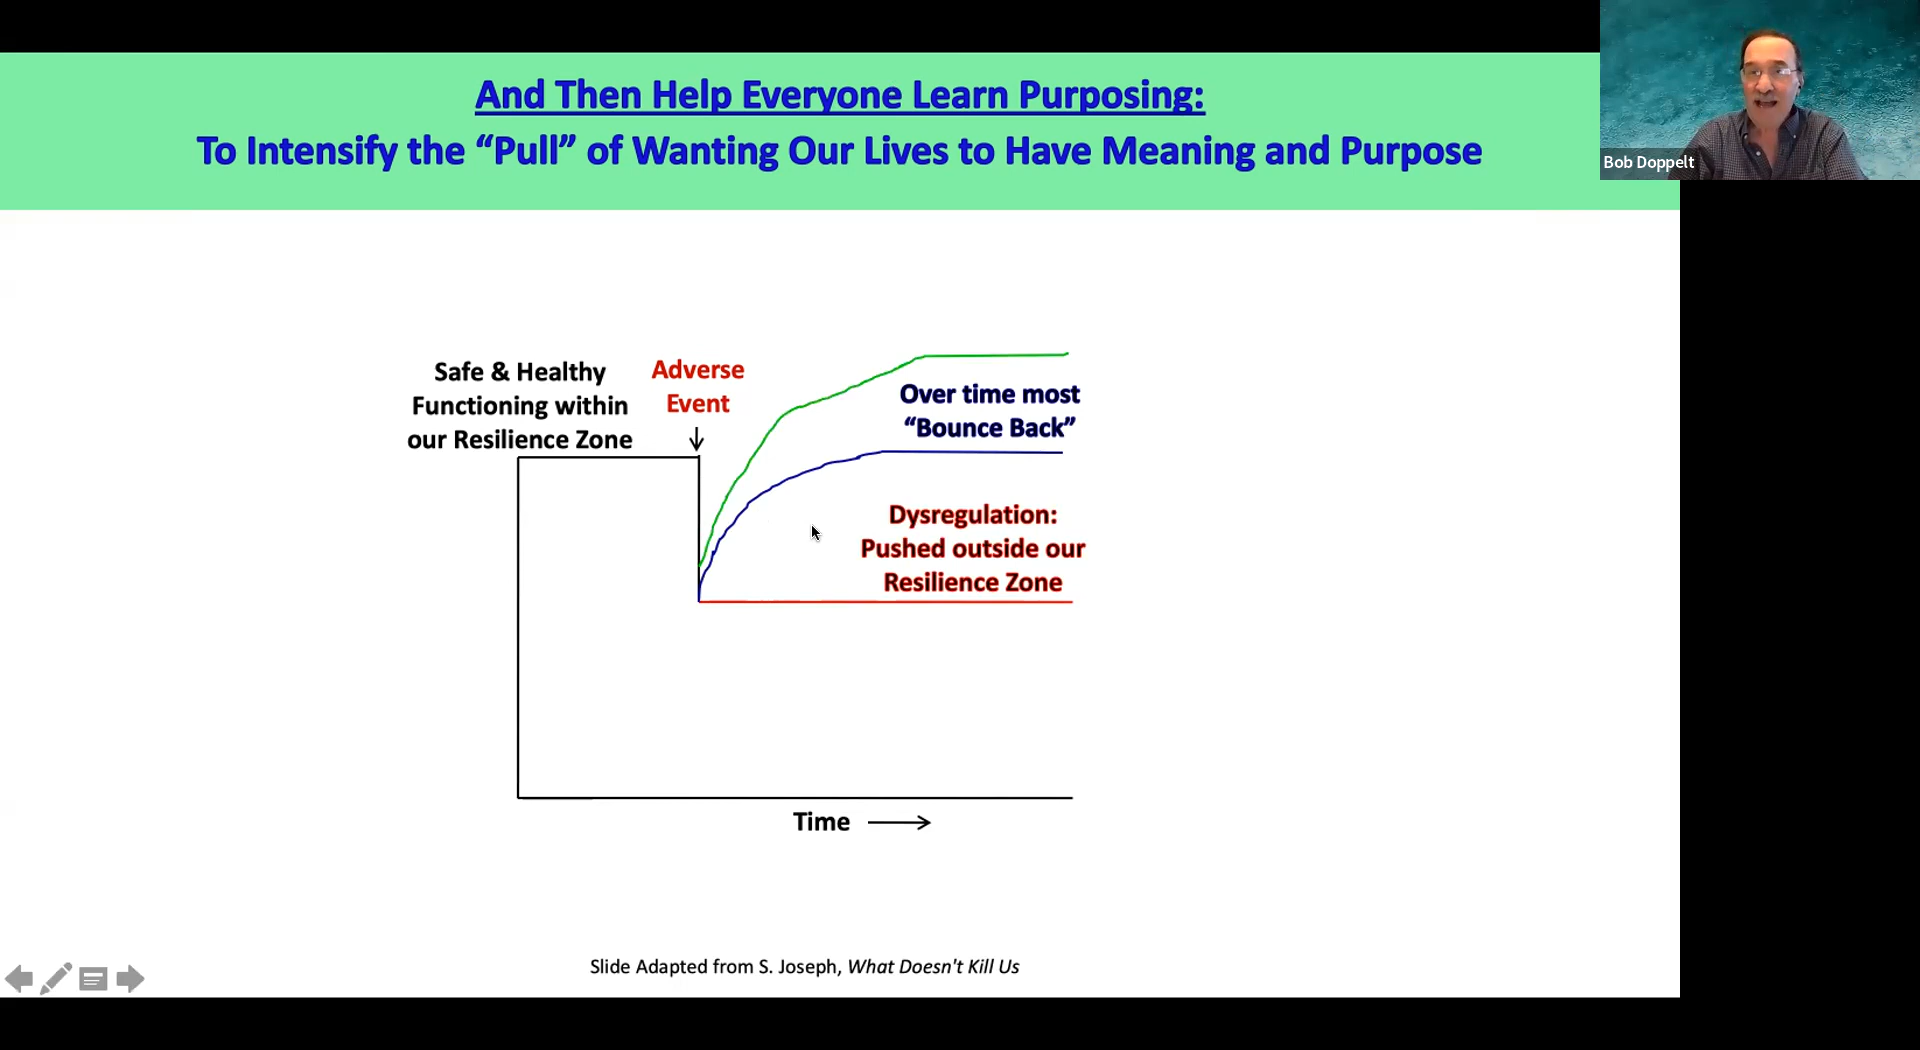 And Then Help Everyone Learn Purposing:
To Intensify the “Pull” of Wanting Our Lives to Have Meaning and Purpose
Bob Doppelt
Safe & Healthy
Functioning within
our Resilience Zone
Adverse
Event
Over time most
“Bounce Back”
Dysregulation:
Pushed outside our
Resilience Zone
Time
Slide Adapted from S. Joseph, What Doesn't Kill Us